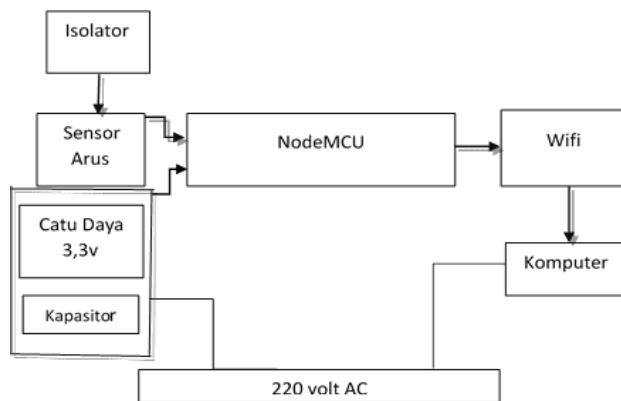 Isolator
Sensor
Arus
NodeMCU
Wifi
Catu Daya
3,3v
Komputer
Kapasitor
220 volt AC